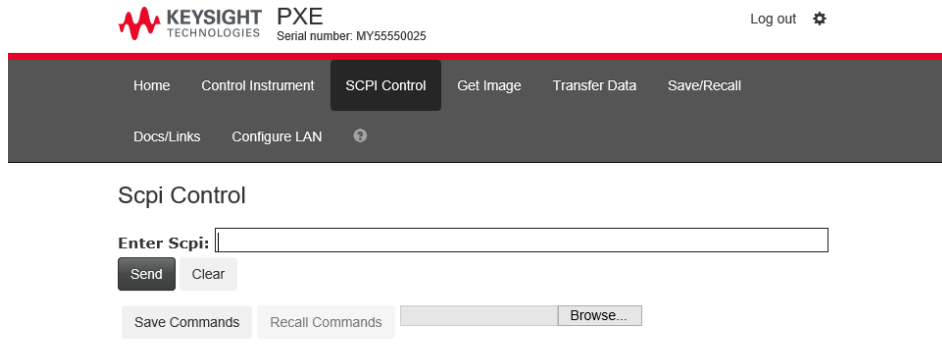 KEYSIGHT TECHNOLOGIES PXE
Serial number: MY55550025
Log out
Home Control Instrument SCPI Control Get Image Transfer Data Save/Recall
Docs/Links Configure LAN ?
Scpi Control
Enter Scpi:
Send Clear
Save Commands Recall Commands Browse...